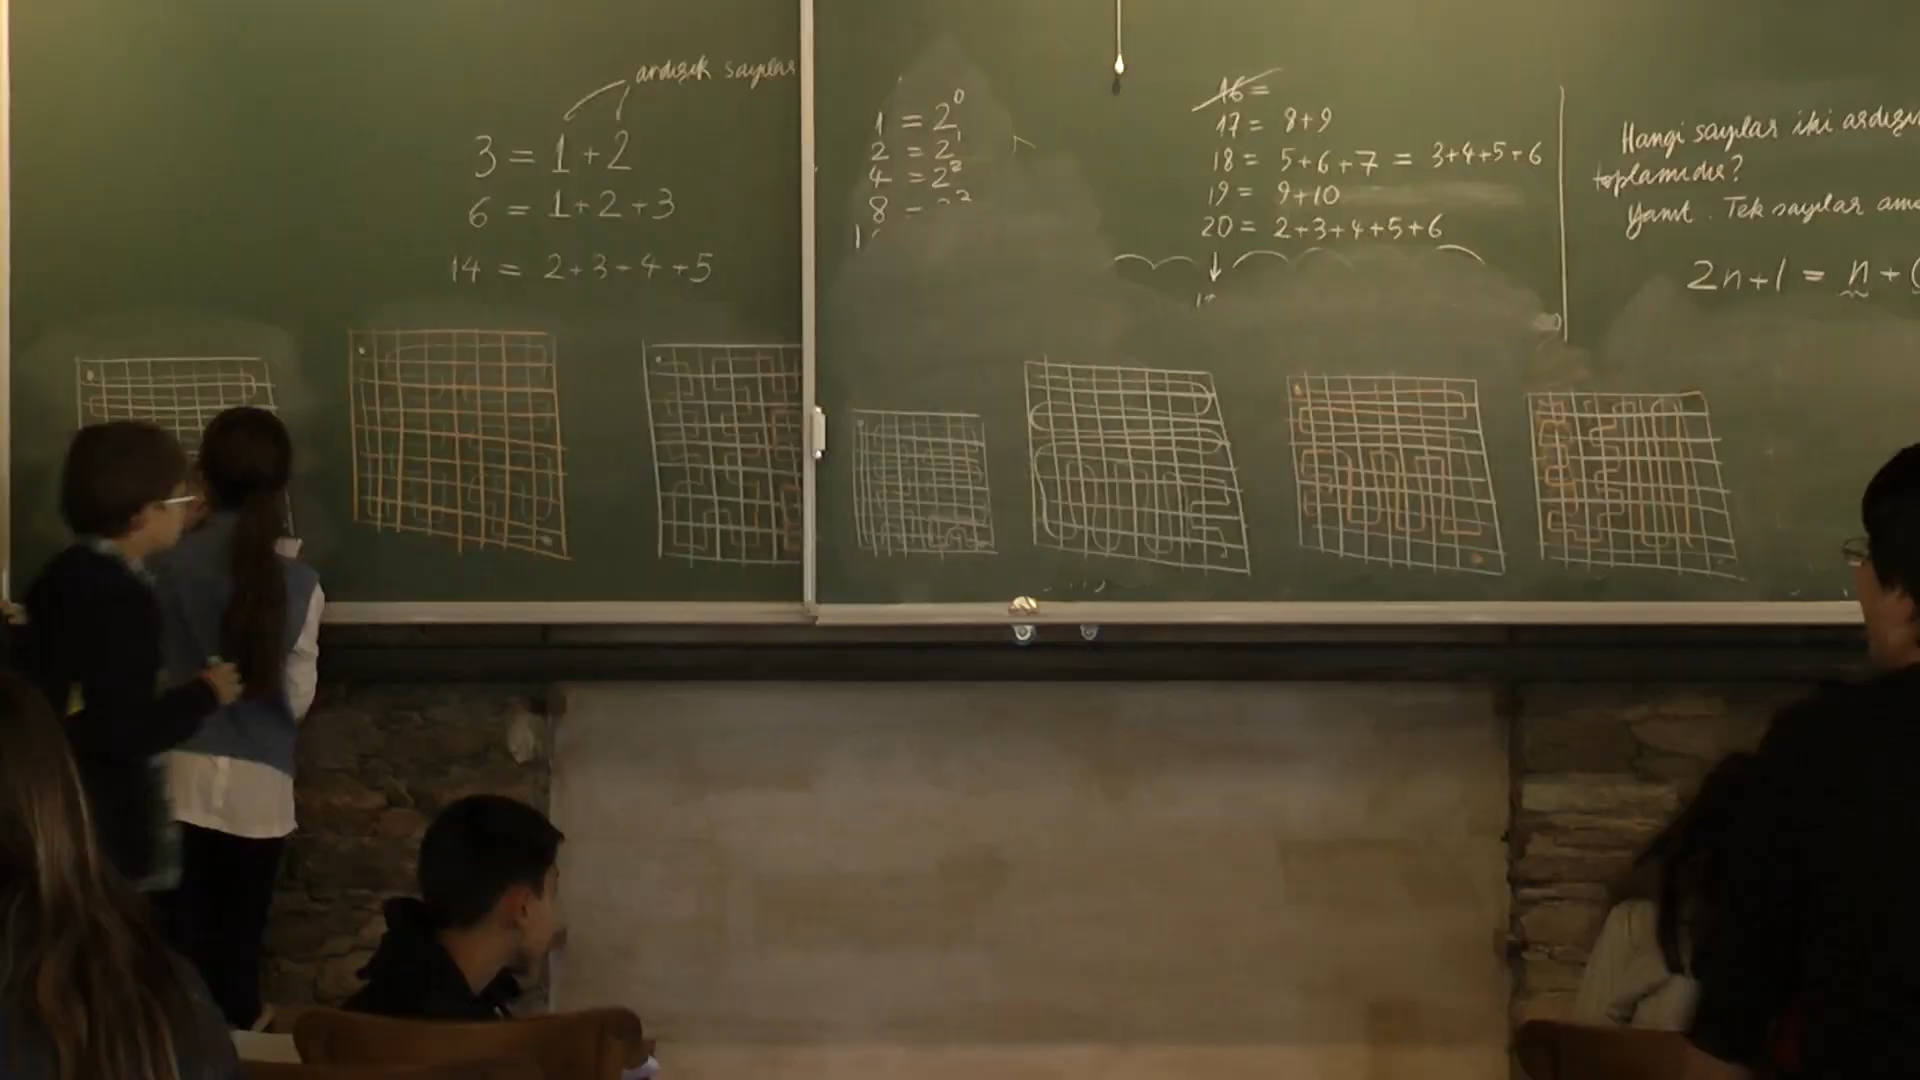 ardışık sayılar
3 = 1 + 2
6 = 1 + 2 + 3
14 = 2 + 3 + 4 + 5
1 = 2⁰
2 = 2¹
4 = 2²
8 =
16 =
17 = 8+9
18 = 5+6+7 = 3+4+5+6
19 = 9+10
20 = 2+3+4+5+6
Hangi sayılar iki
toplamıdır?
Yanıt. Tek sayılar
2n+1 = n +